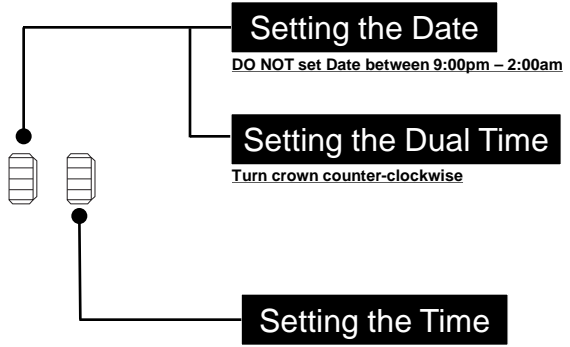 Setting the Date
DO NOT set Date between 9:00pm – 2:00am
Setting the Dual Time
Turn crown counter-clockwise
Setting the Time